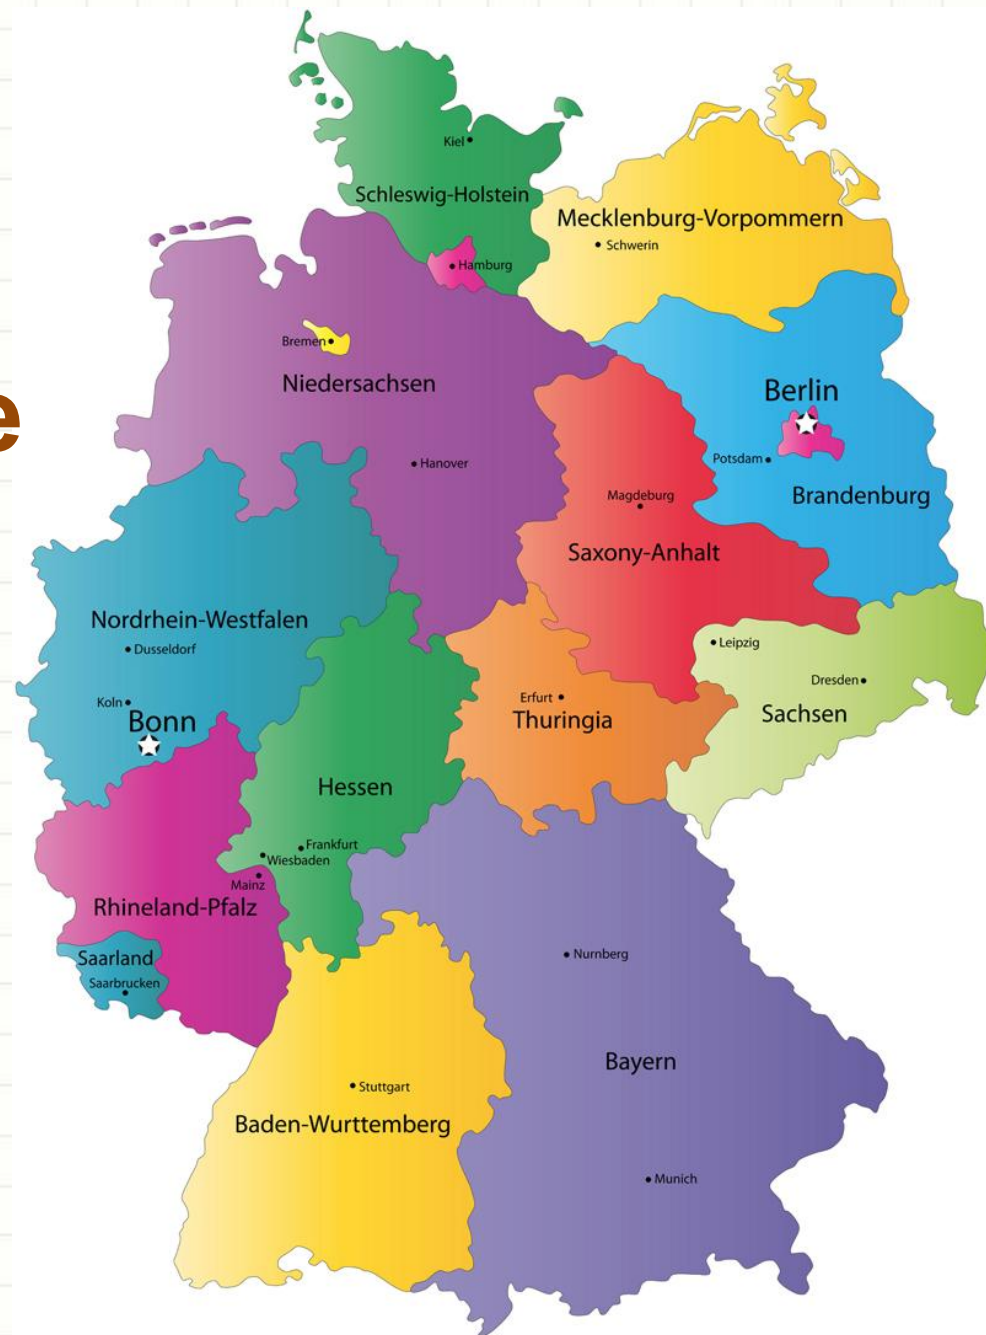 Kiel
Schleswig-Holstein
Mecklenburg-Vorpommern
Schwerin
Hamburg
Bremen
Niedersachsen
Berlin
e
Hanover
Potsdam
Magdeburg
Brandenburg
Saxony-Anhalt
Nordrhein-Westfalen
Dusseldorf
Leipzig
Dresden
Koln
Erfurt
Bonn
Thuringia
Sachsen
Hessen
Frankfurt
Wiesbaden
Mainz
Rhineland-Pfalz
Saarland
Saarbrucken
Nurnberg
Bayern
Stuttgart
Baden-Wurttemberg
Munich